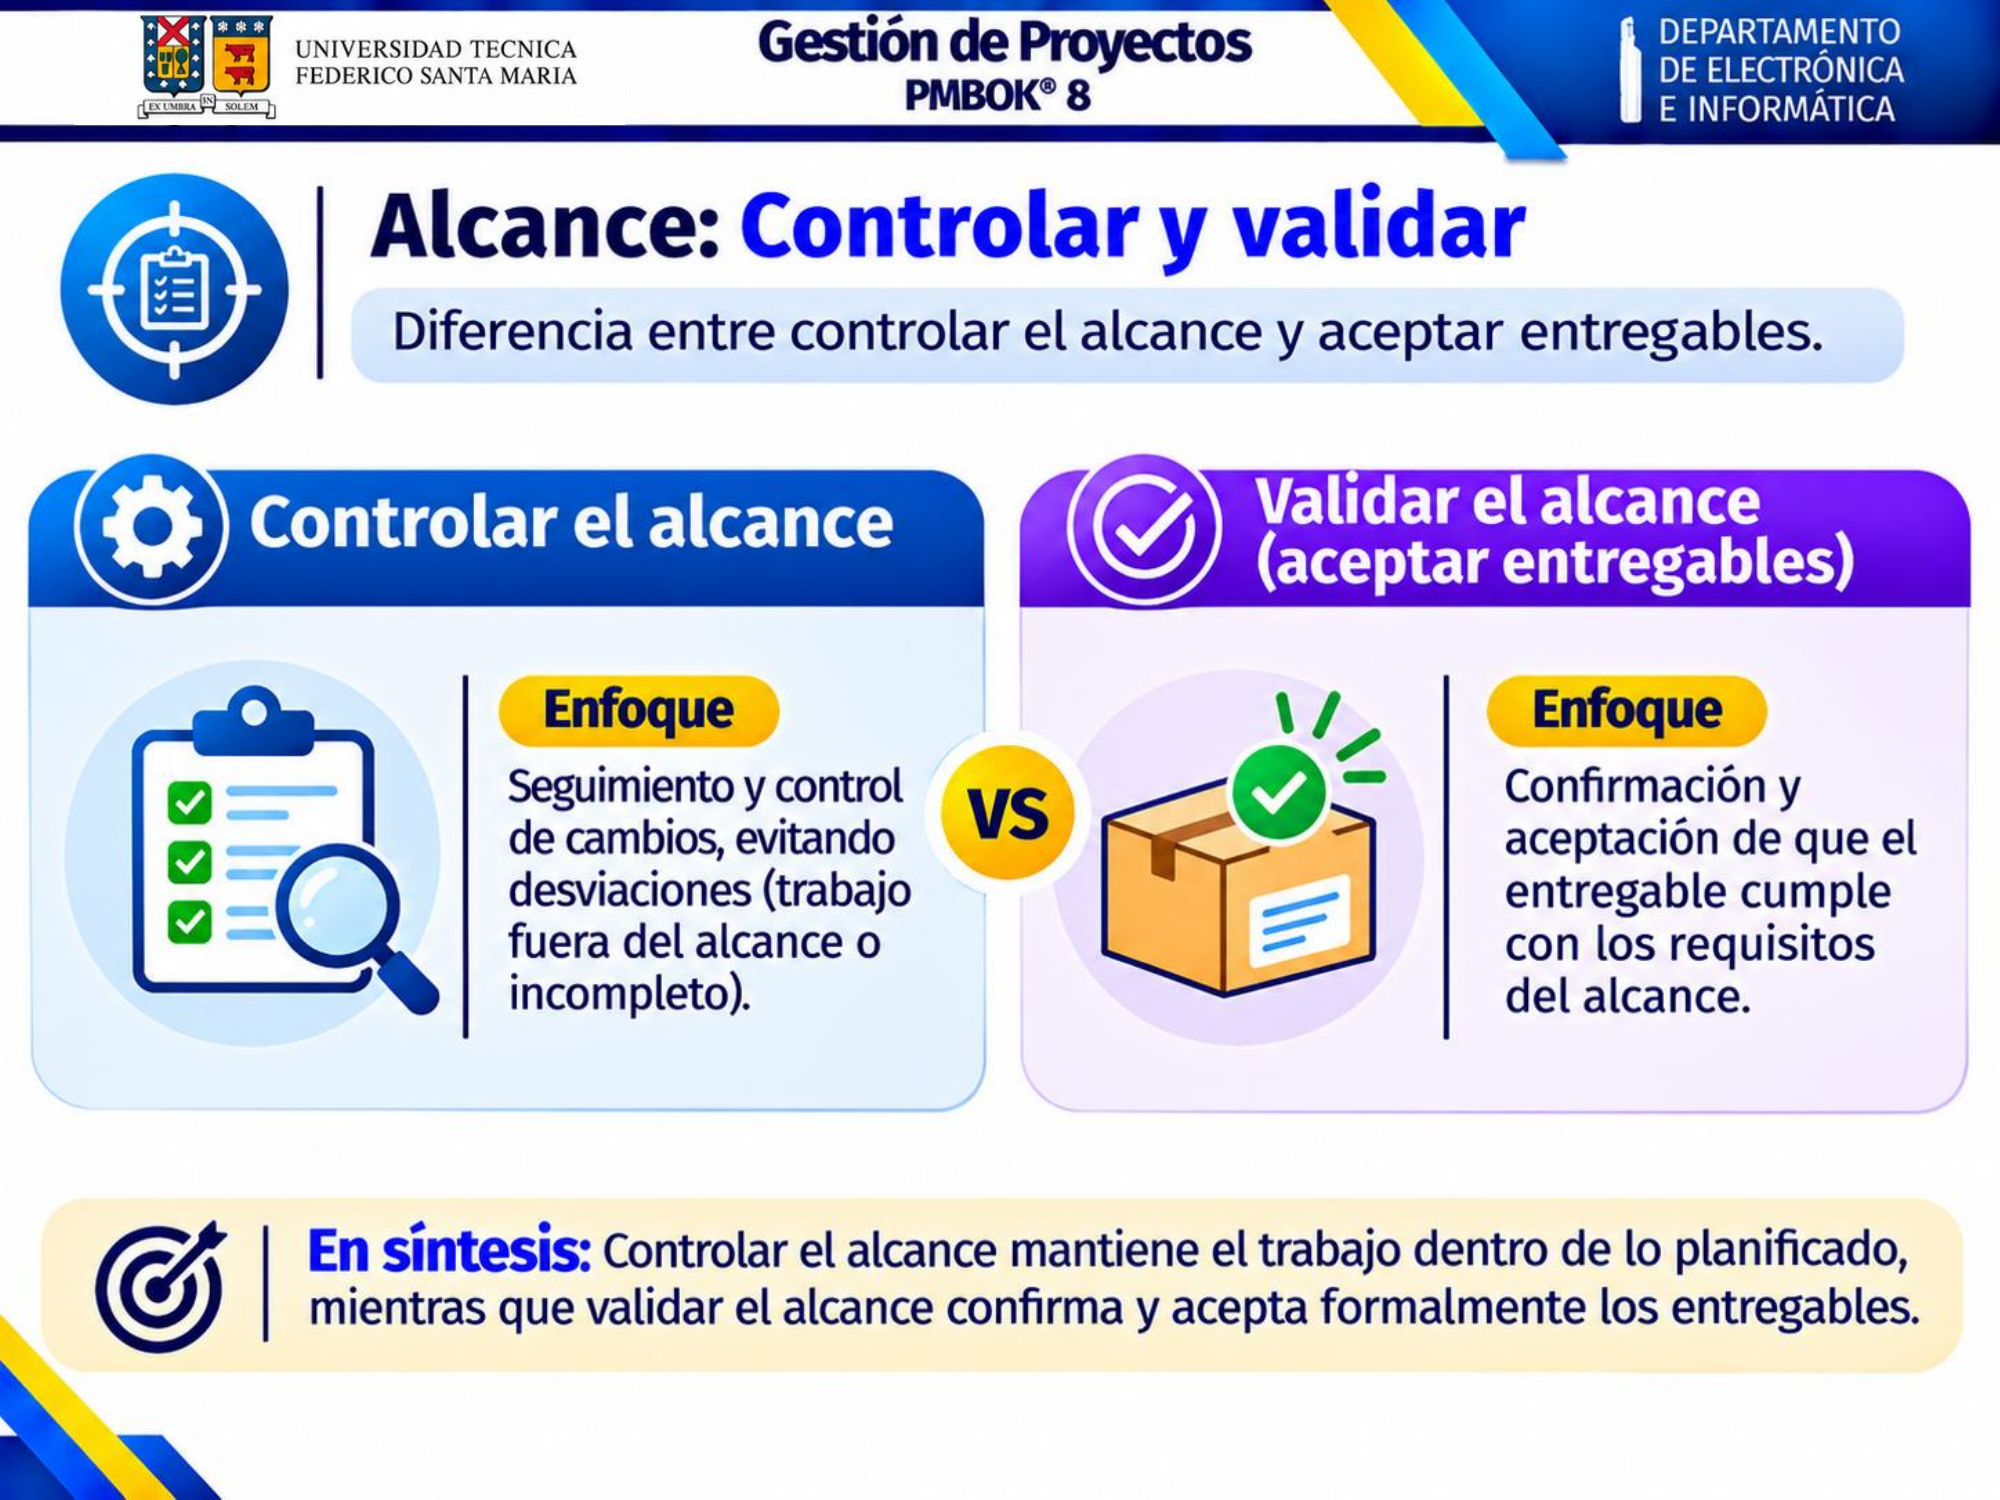 UNIVERSIDAD TECNICA
FEDERICO SANTA MARIA
EX UMBRA IN SOLEM
Gestión de Proyectos
PMBOK® 8
DEPARTAMENTO
DE ELECTRÓNICA
E INFORMÁTICA
Alcance: Controlar y validar
Diferencia entre controlar el alcance y aceptar entregables.
Controlar el alcance
Enfoque
Seguimiento y control
de cambios, evitando
desviaciones (trabajo
fuera del alcance o
incompleto).
VS
Validar el alcance
(aceptar entregables)
Enfoque
Confirmación y
aceptación de que el
entregable cumple
con los requisitos
del alcance.
En síntesis: Controlar el alcance mantiene el trabajo dentro de lo planificado,
mientras que validar el alcance confirma y acepta formalmente los entregables.